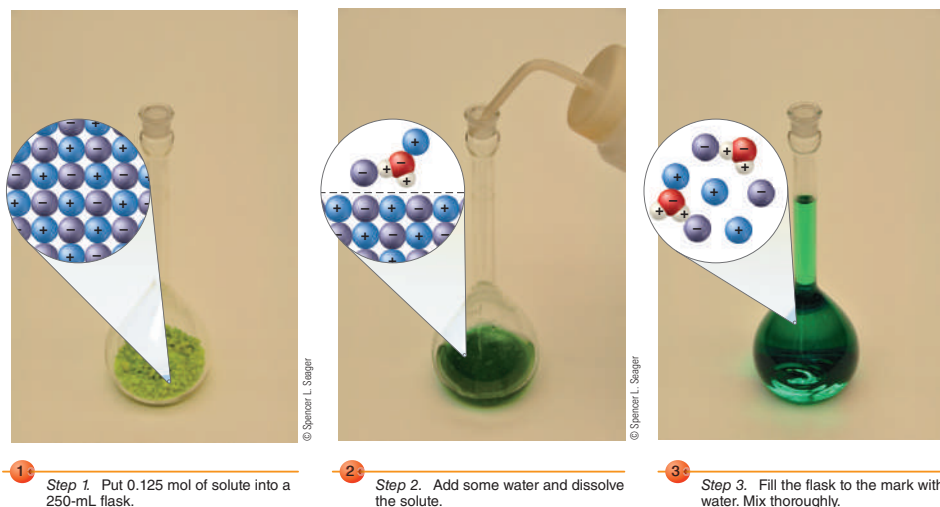 © Spencer L. Seager
© Spencer L. Seager
1
Step 1. Put 0.125 mol of solute into a
250-mL flask.
2
Step 2. Add some water and dissolve
the solute.
3
Step 3. Fill the flask to the mark with
water. Mix thoroughly.